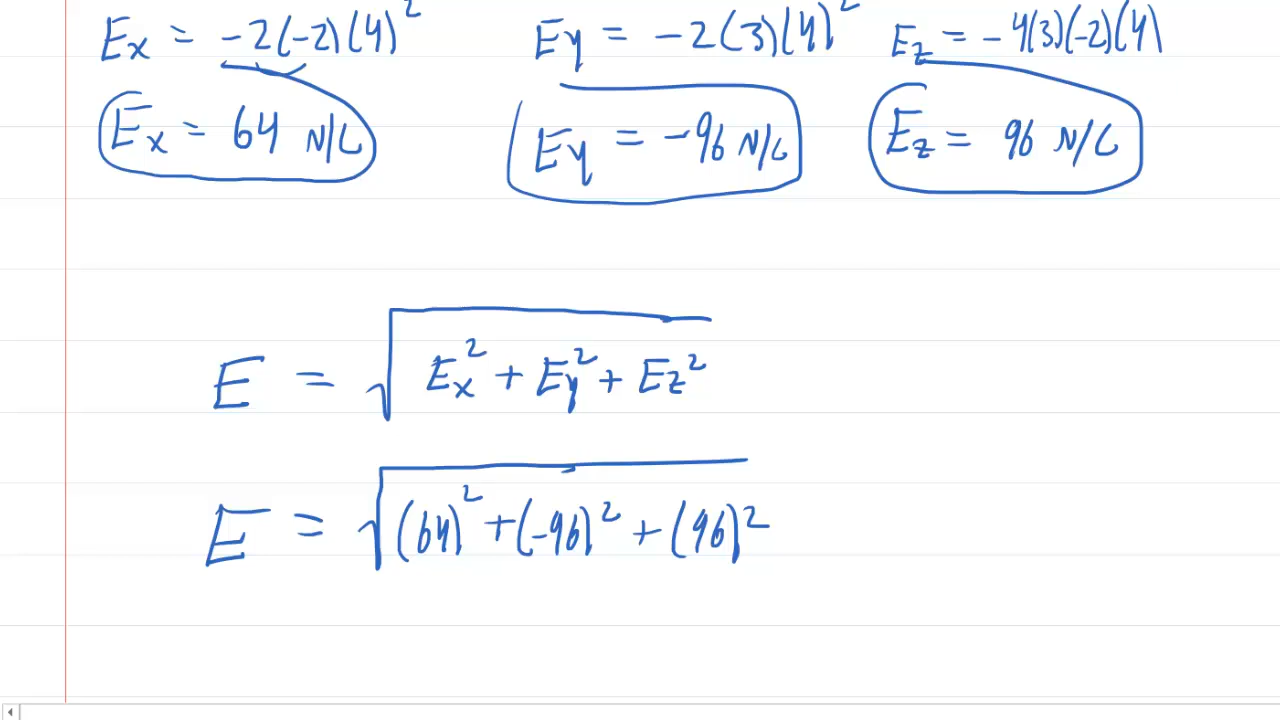 Ex = -2(-2)(4)² Ey = -2(3)(4)² Ez = -4(3)(-2)(4)
Ex = 64 N/C Ey = -96 N/C Ez = 96 N/C
E = √Ex² + Ey² + Ez²
E = √(64)² + (-96)² + (96)²